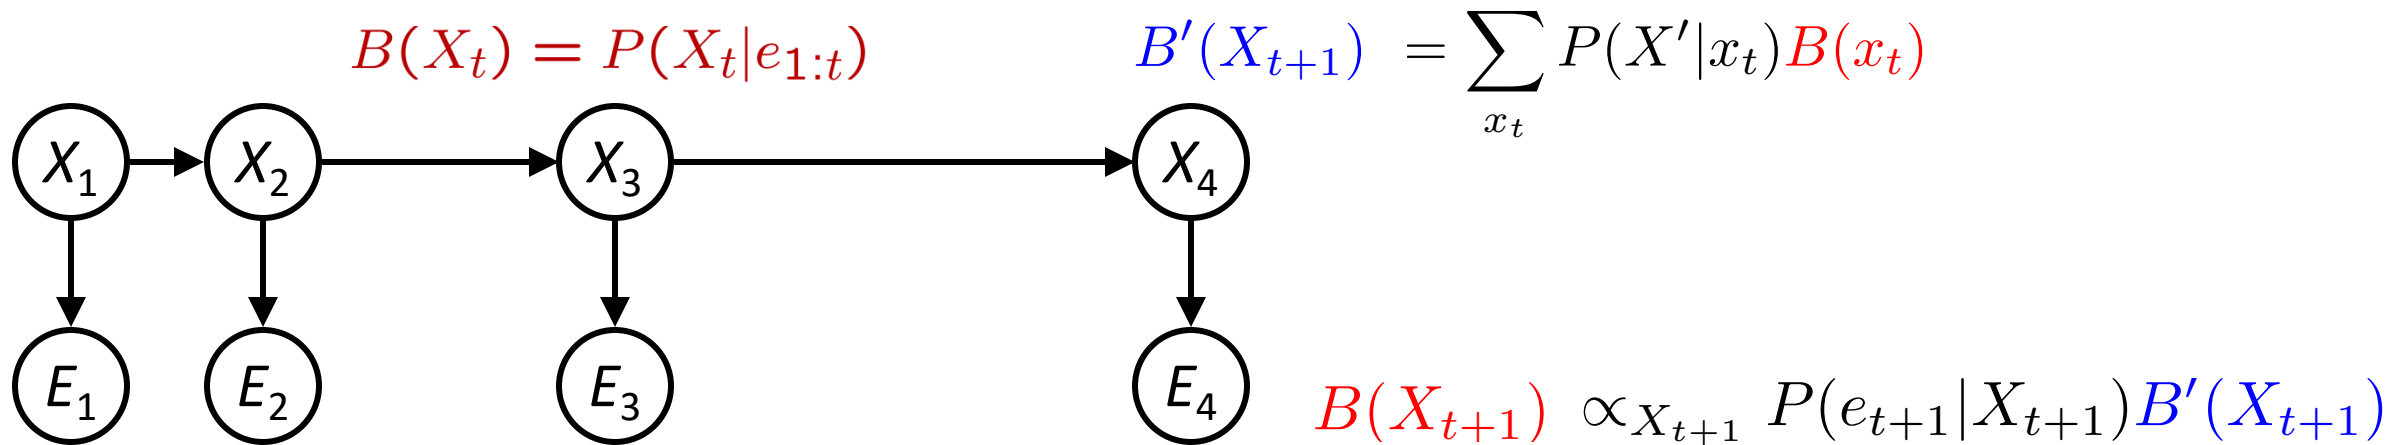 B(X_t) = P(X_t|e_{1:t})
B'(X_{t+1}) = \sum_{x_t} P(X'|x_t)B(x_t)
X_1 X_2 X_3 X_4
E_1 E_2 E_3 E_4
B(X_{t+1}) ∝_{X_{t+1}} P(e_{t+1}|X_{t+1})B'(X_{t+1})